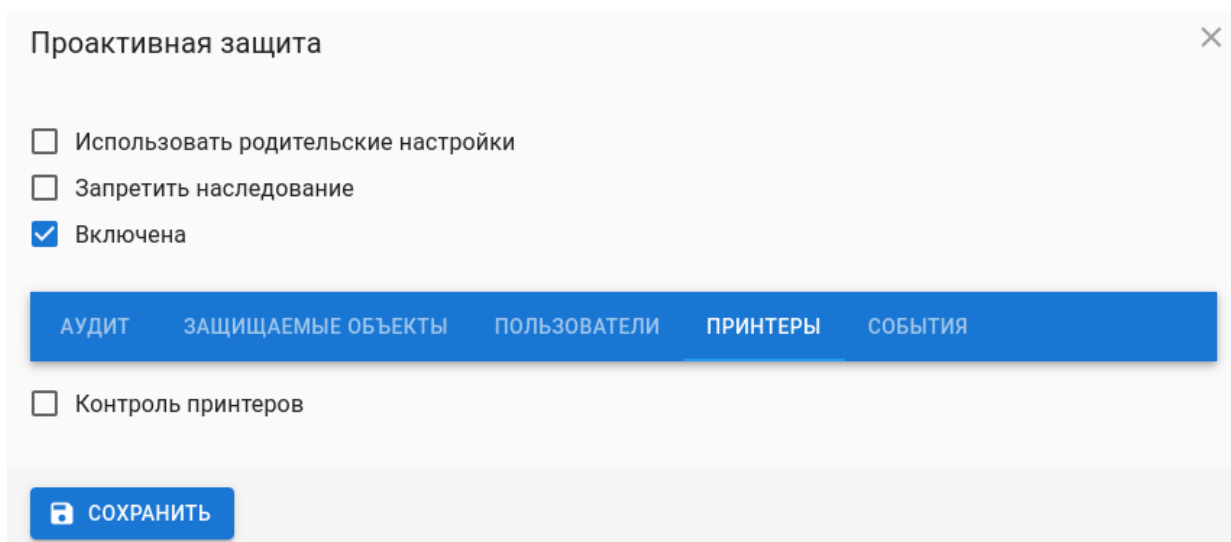 Проактивная защита
Использовать родительские настройки
Запретить наследование
Включена
АУДИТ ЗАЩИЩАЕМЫЕ ОБЪЕКТЫ ПОЛЬЗОВАТЕЛИ ПРИНТЕРЫ СОБЫТИЯ
Контроль принтеров
СОХРАНИТЬ